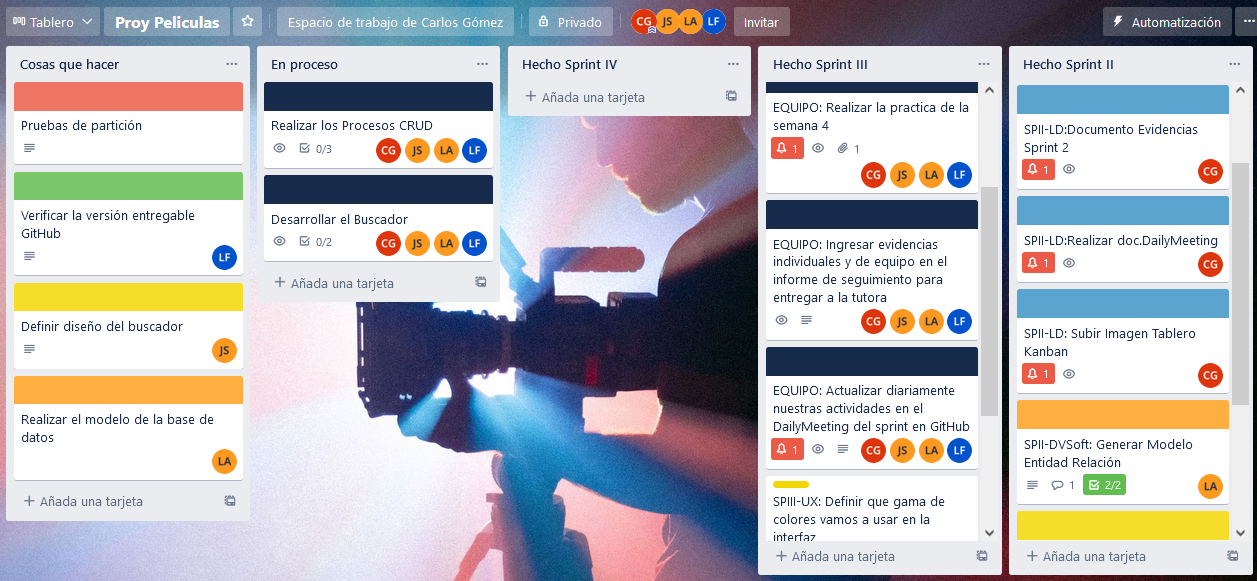 Tablero
Proy Peliculas
Espacio de trabajo de Carlos Gómez
Privado
CG JS LA LF
Invitar
Automatización
Cosas que hacer
Pruebas de partición
Verificar la versión entregable
GitHub
LF
Definir diseño del buscador
JS
Realizar el modelo de la base de
datos
LA
+ Añada una tarjeta
En proceso
Realizar los Procesos CRUD
0/3
CG JS LA LF
Desarrollar el Buscador
0/2
CG JS LA LF
+ Añada una tarjeta
Hecho Sprint IV
+ Añada una tarjeta
Hecho Sprint III
EQUIPO: Realizar la practica de la
semana 4
1 1
CG JS LA LF
EQUIPO: Ingresar evidencias
individuales y de equipo en el
informe de seguimiento para
entregar a la tutora
CG JS LA LF
EQUIPO: Actualizar diariamente
nuestras actividades en el
DailyMeeting del sprint en GitHub
1 CG JS LA LF
SPIII-UX: Definir que gama de
colores vamos a usar en la
interfaz
+ Añada una tarjeta
Hecho Sprint II
SPII-LD:Documento Evidencias
Sprint 2
1 CG
SPII-LD:Realizar doc.DailyMeeting
1 CG
SPII-LD: Subir Imagen Tablero
Kanban
1 CG
SPII-DVSoft: Generar Modelo
Entidad Relación
1 2/2 LA
+ Añada una tarjeta